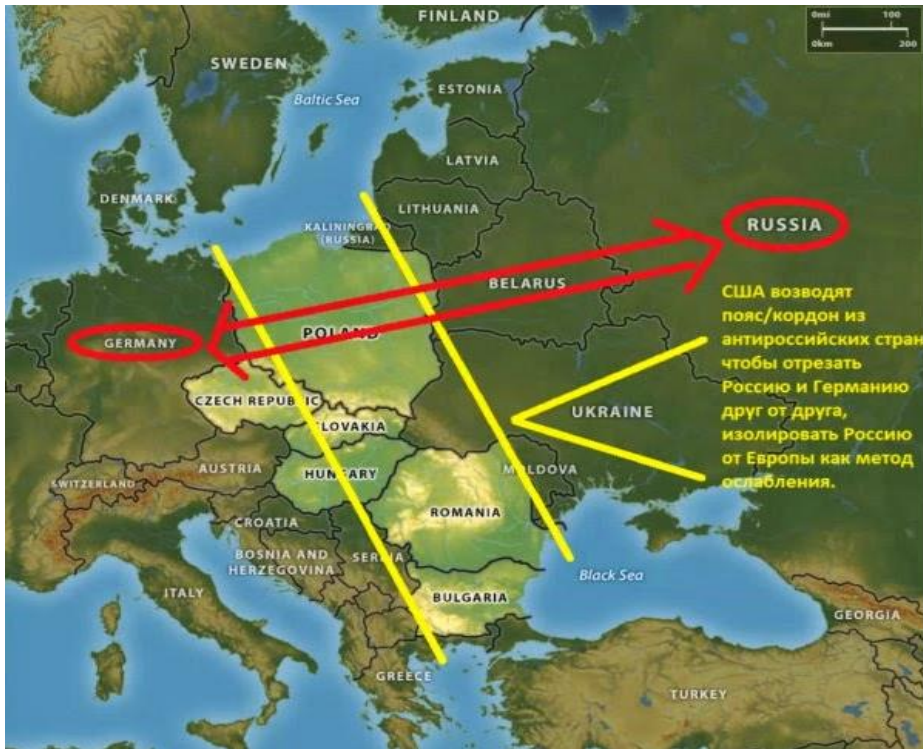 FINLAND
0mi 100
0km 200
SWEDEN
Baltic Sea
ESTONIA
LATVIA
DENMARK
LITHUANIA
KALININGRAD
(RUSSIA)
RUSSIA
BELARUS
GERMANY
POLAND
США возводят
пояс/кордон из
антироссийских стран
чтобы отрезать
Россию и Германию
друг от друга,
изолировать Россию
от Европы как метод
ослабления.
CZECH REPUBLIC
SLOVAKIA
UKRAINE
AUSTRIA
HUNGARY
MOLDOVA
SWITZERLAND
ROMANIA
CROATIA
BOSNIA AND
HERZEGOVINA
SERBIA
ITALY
BULGARIA
Black Sea
GEORGIA
GREECE
TURKEY